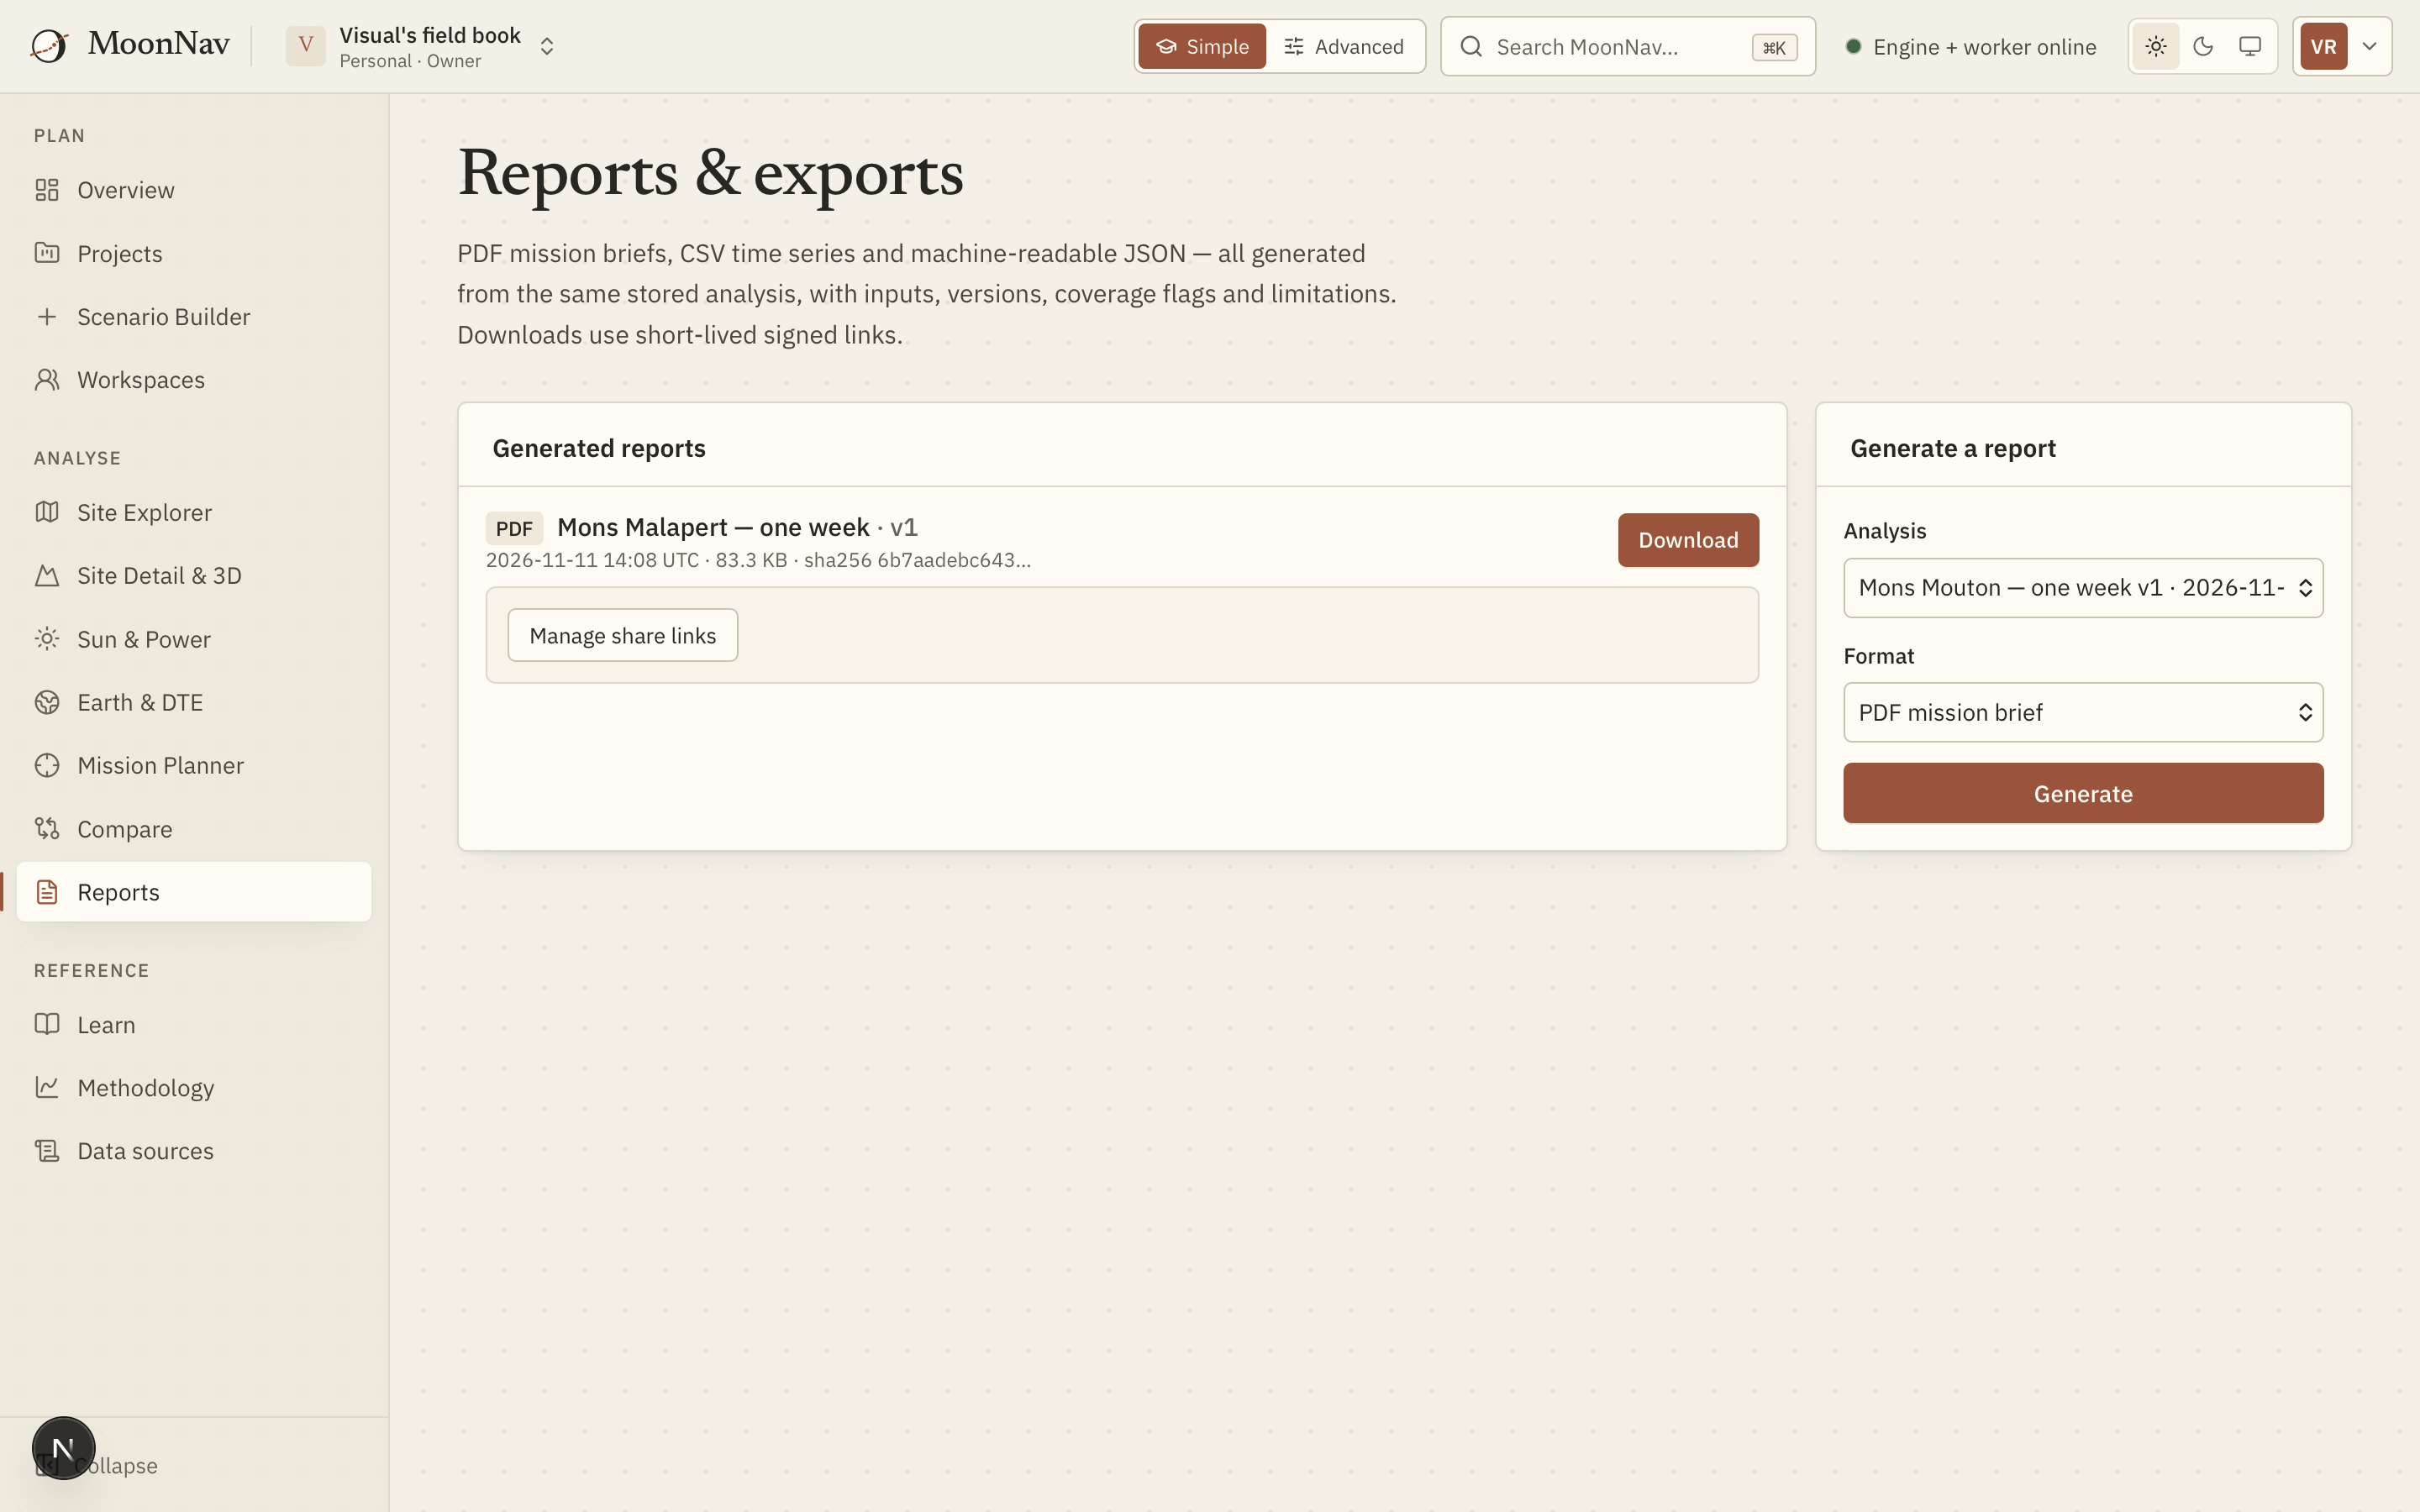 MoonNav
V
Visual's field book
Personal · Owner
Simple
Advanced
Search MoonNav...
⌘K
Engine + worker online
VR
PLAN
Overview
Projects
Scenario Builder
Workspaces
ANALYSE
Site Explorer
Site Detail & 3D
Sun & Power
Earth & DTE
Mission Planner
Compare
Reports
REFERENCE
Learn
Methodology
Data sources
N
Collapse
Reports & exports
PDF mission briefs, CSV time series and machine-readable JSON — all generated
from the same stored analysis, with inputs, versions, coverage flags and limitations.
Downloads use short-lived signed links.
Generated reports
PDF Mons Malapert — one week · v1
2026-11-11 14:08 UTC · 83.3 KB · sha256 6b7aadebc643…
Download
Manage share links
Generate a report
Analysis
Mons Mouton — one week v1 · 2026-11-
Format
PDF mission brief
Generate